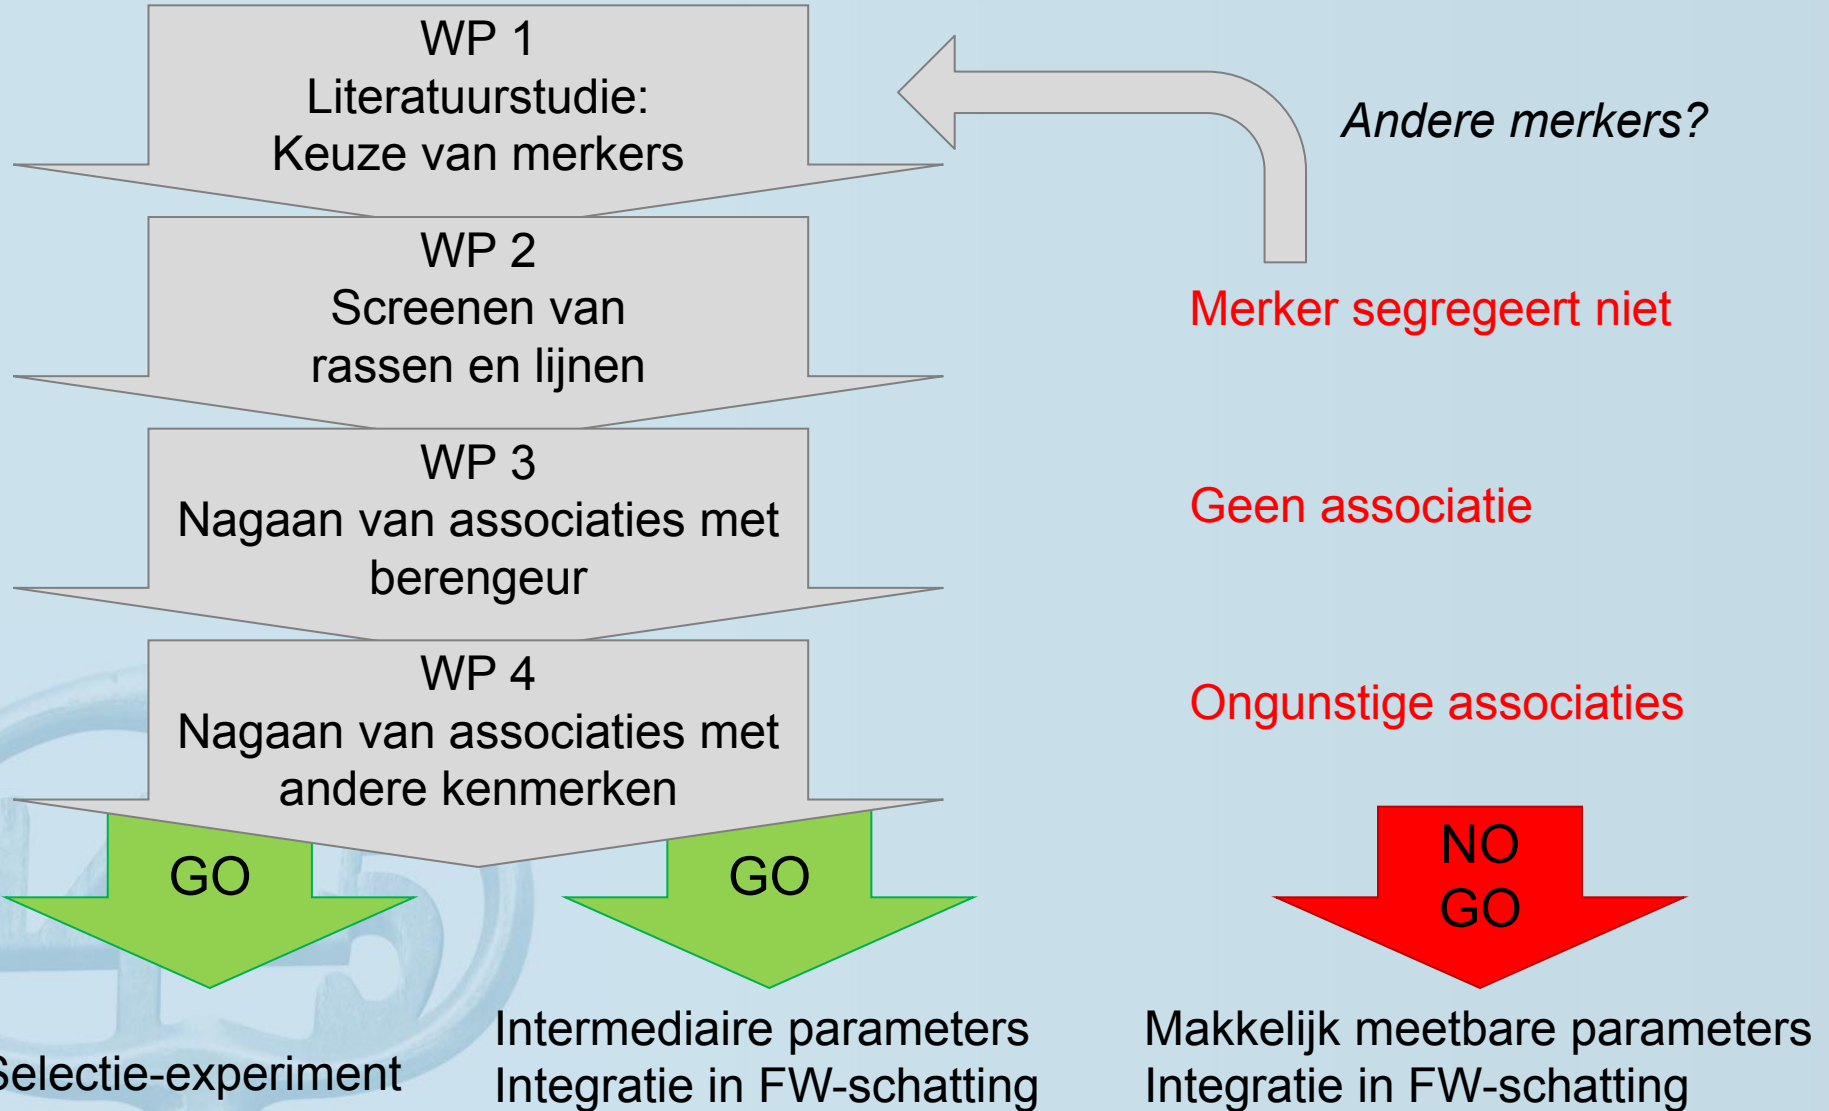 WP 1
Literatuurstudie:
Keuze van merkers
Andere merkers?
WP 2
Screenen van
rassen en lijnen
Merker segregeert niet
WP 3
Nagaan van associaties met
berengeur
Geen associatie
WP 4
Nagaan van associaties met
andere kenmerken
Ongunstige associaties
GO
GO
NO
GO
Selectie-experiment
Intermediaire parameters
Integratie in FW-schatting
Makkelijk meetbare parameters
Integratie in FW-schatting